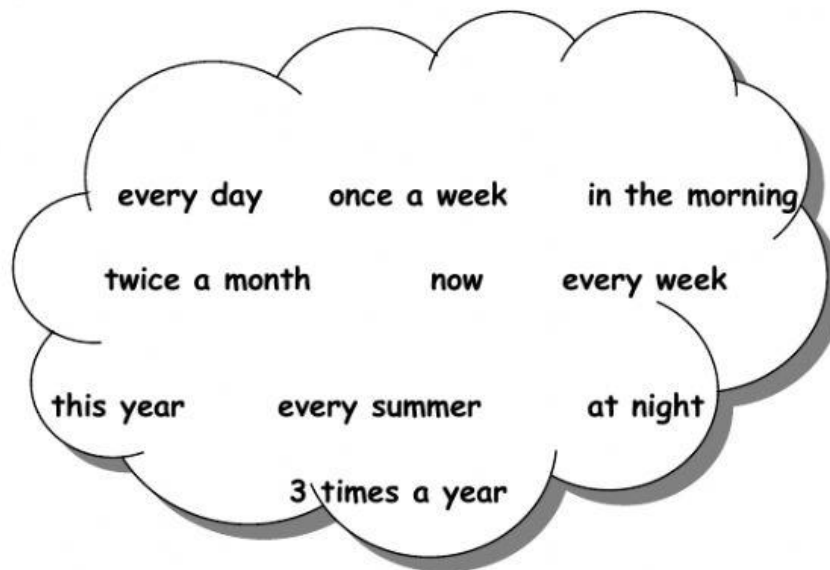 every day once a week in the morning
twice a month now every week
this year every summer at night
3 times a year